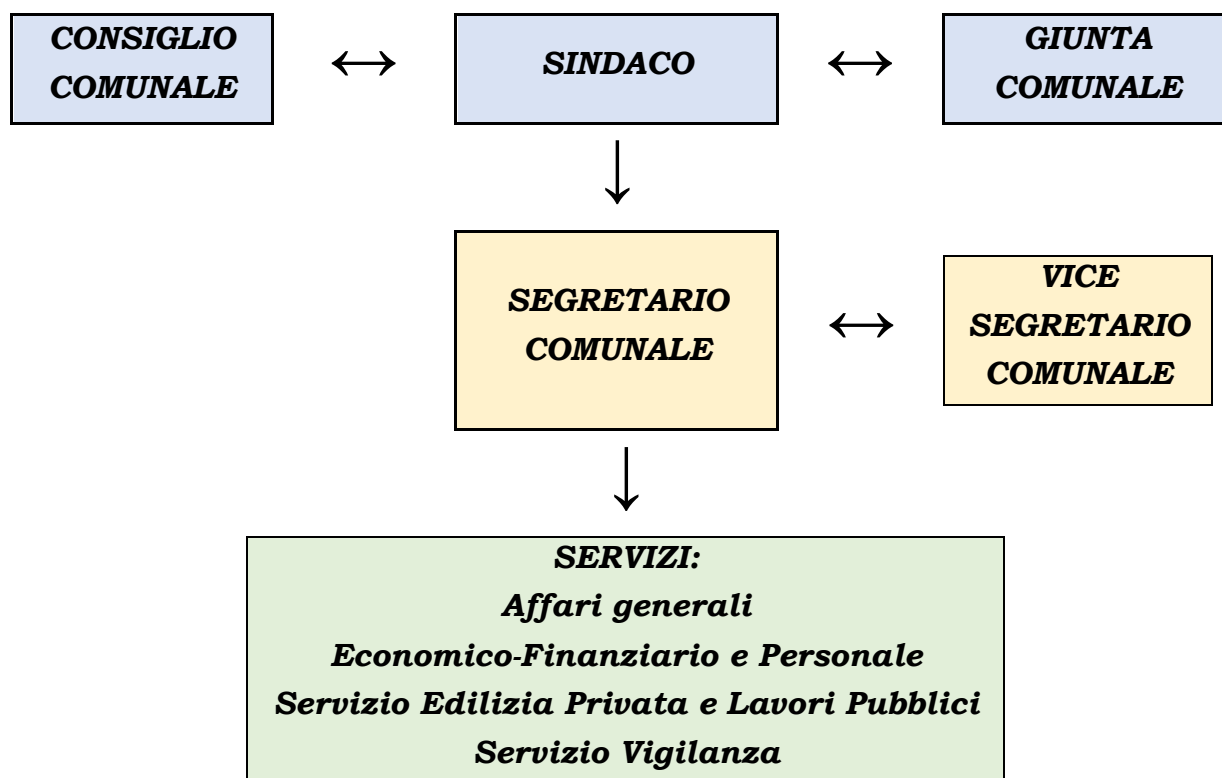 CONSIGLIO
COMUNALE
SINDACO
GIUNTA
COMUNALE
SEGRETARIO
COMUNALE
VICE
SEGRETARIO
COMUNALE
SERVIZI:
Affari generali
Economico-Finanziario e Personale
Servizio Edilizia Privata e Lavori Pubblici
Servizio Vigilanza